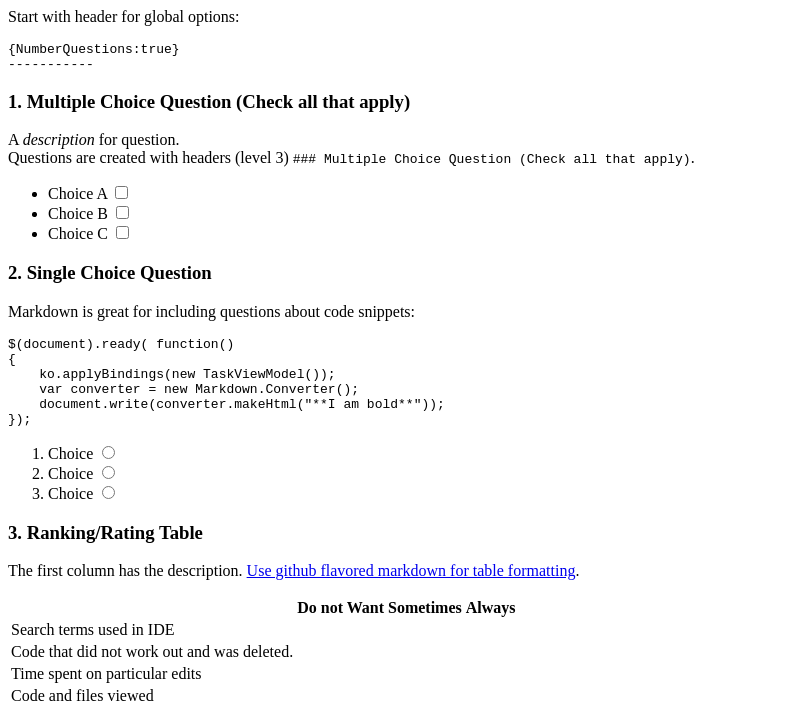 Start with header for global options:
{NumberQuestions:true}
-----------
1. Multiple Choice Question (Check all that apply)
A description for question.
Questions are created with headers (level 3) ### Multiple Choice Question (Check all that apply).
• Choice A
• Choice B
• Choice C
2. Single Choice Question
Markdown is great for including questions about code snippets:
$(document).ready( function()
{
    ko.applyBindings(new TaskViewModel());
    var converter = new Markdown.Converter();
    document.write(converter.makeHtml("**I am bold**"));
});
1. Choice
2. Choice
3. Choice
3. Ranking/Rating Table
The first column has the description. Use github flavored markdown for table formatting.
Do not Want Sometimes Always
Search terms used in IDE
Code that did not work out and was deleted.
Time spent on particular edits
Code and files viewed